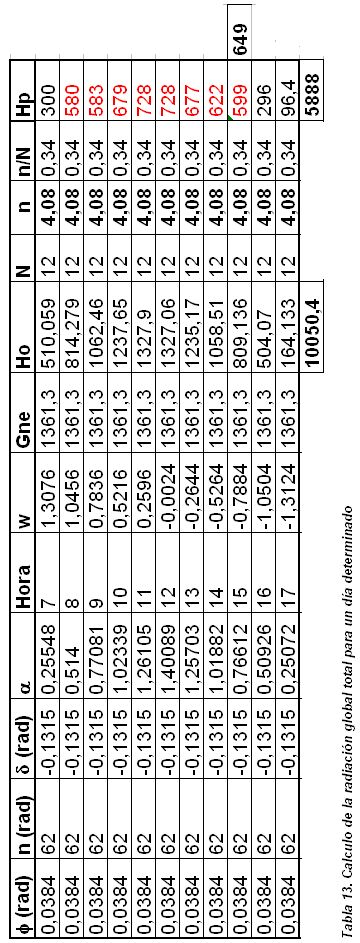 ϕ (rad) n (rad) δ (rad) α Hora w Gne Ho N n n/N Hp
0,0384 62 -0,1315 0,25548 7 1,3076 1361,3 510,059 12 4,08 0,34 300
0,0384 62 -0,1315 0,514 8 1,0456 1361,3 814,279 12 4,08 0,34 580
0,0384 62 -0,1315 0,77081 9 0,7836 1361,3 1062,46 12 4,08 0,34 583
0,0384 62 -0,1315 1,02339 10 0,5216 1361,3 1237,65 12 4,08 0,34 679
0,0384 62 -0,1315 1,26105 11 0,2596 1361,3 1327,9 12 4,08 0,34 728
0,0384 62 -0,1315 1,40089 12 -0,0024 1361,3 1327,06 12 4,08 0,34 728
0,0384 62 -0,1315 1,25703 13 -0,2644 1361,3 1235,17 12 4,08 0,34 677
0,0384 62 -0,1315 1,01882 14 -0,5264 1361,3 1058,51 12 4,08 0,34 622
0,0384 62 -0,1315 0,76612 15 -0,7884 1361,3 809,136 12 4,08 0,34 599 649
0,0384 62 -0,1315 0,50926 16 -1,0504 1361,3 504,07 12 4,08 0,34 296
0,0384 62 -0,1315 0,25072 17 -1,3124 1361,3 164,133 12 4,08 0,34 96,4
10050,4 5888
Tabla 13. Calculo de la radiación global total para un día determinado